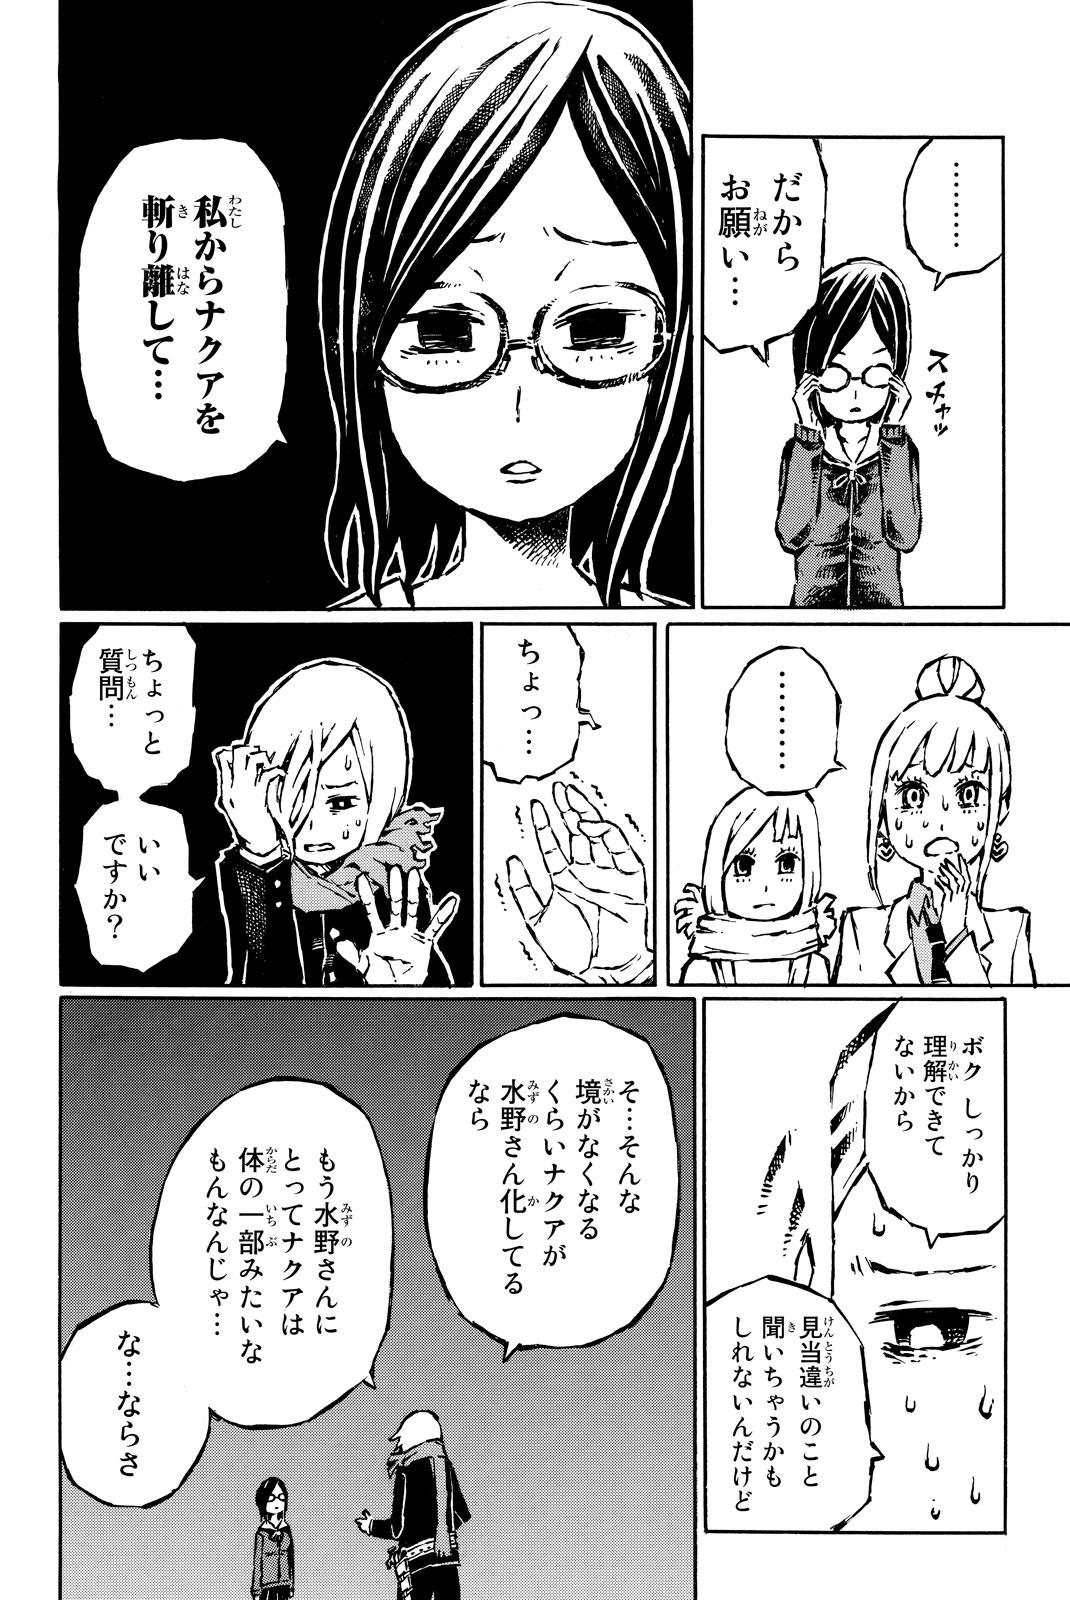 ………
だから
お願い…
スチャッ
私からナクアを
斬り離して…
………
ちょっ…
ちょっと
質問…
いい
ですか?
ボク しっかり
理解できて
ないから
見当違いのこと
聞いちゃうかも
しれないんだけど
そ…そんな
境がなくなる
くらいナクアが
水野さん化してる
なら
もう水野さんに
とってナクアは
体の一部みたいな
もんなんじゃ…
な…ならさ